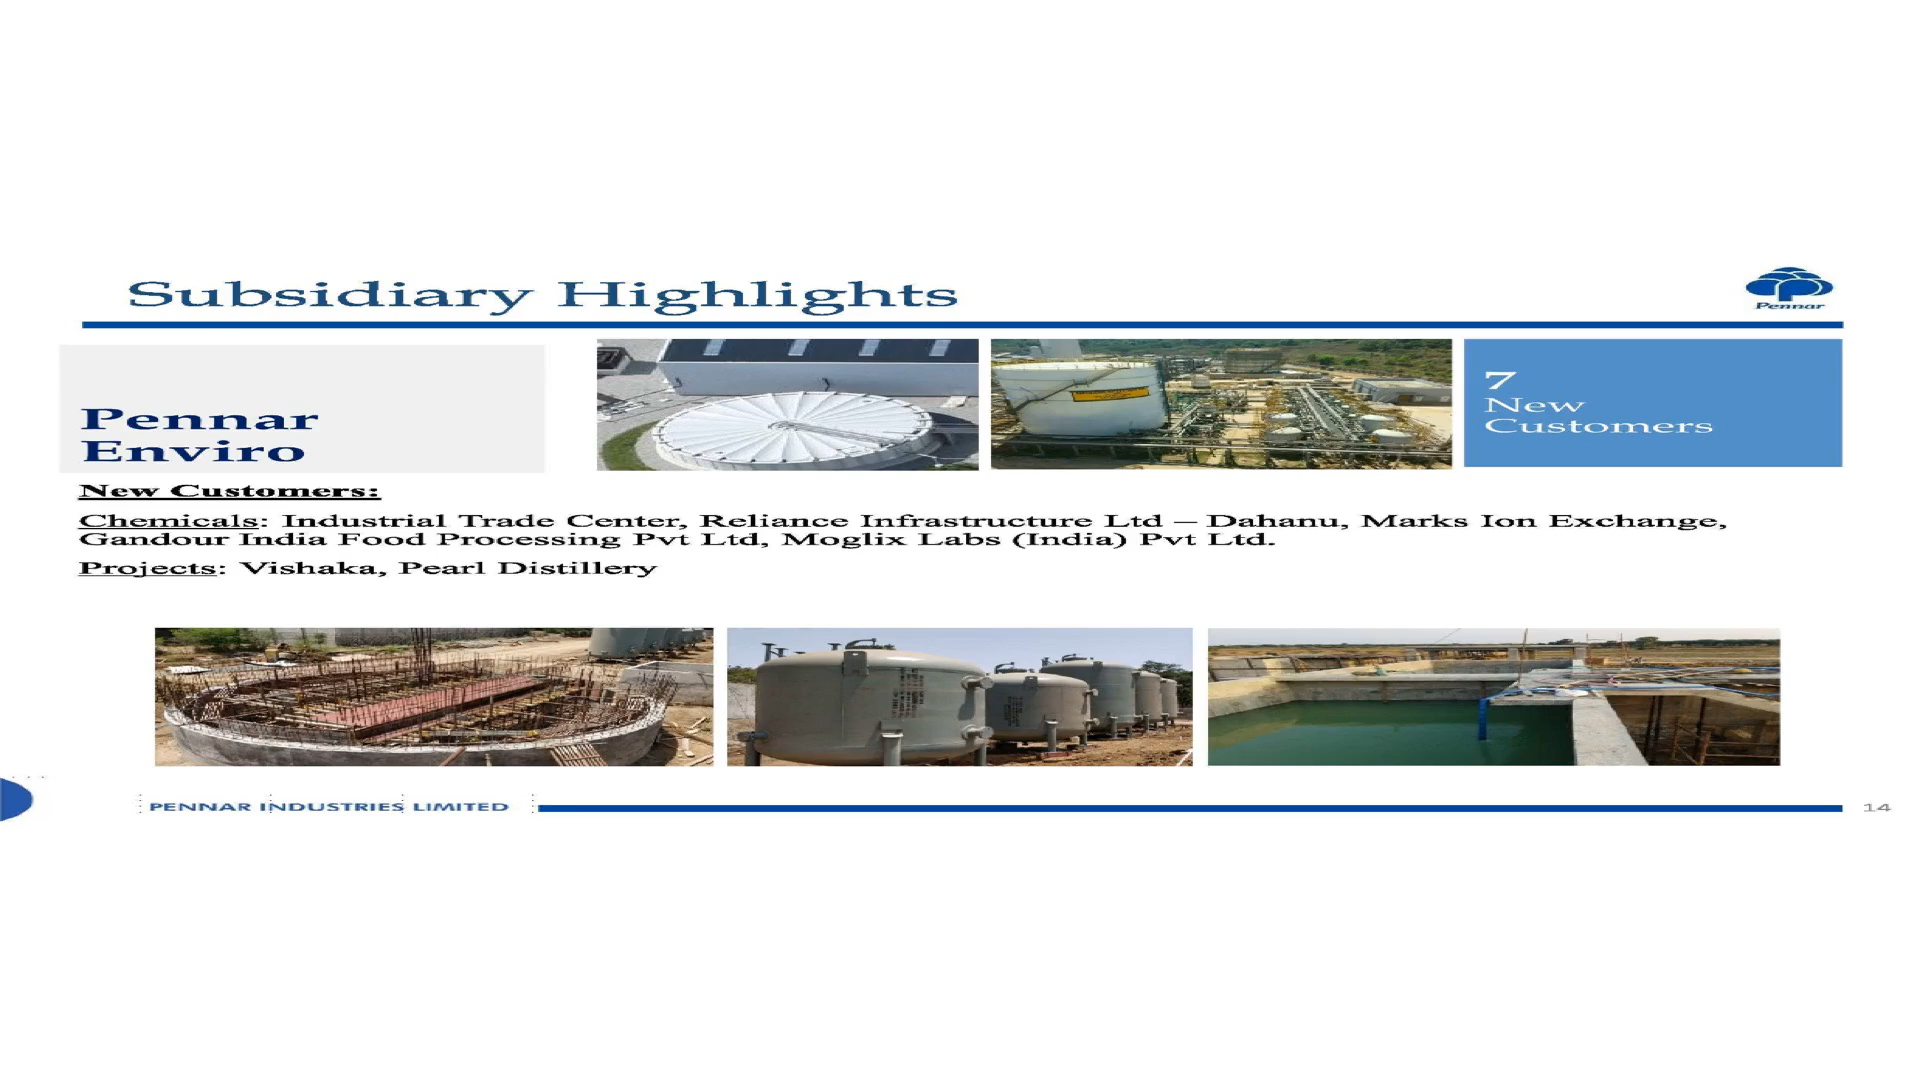 Subsidiary Highlights
Pennar
Pennar
Enviro
7
New
Customers
New Customers:
Chemicals: Industrial Trade Center, Reliance Infrastructure Ltd – Dahanu, Marks Ion Exchange,
Gandour India Food Processing Pvt Ltd, Moglix Labs (India) Pvt Ltd.
Projects: Vishaka, Pearl Distillery
PENNAR INDUSTRIES LIMITED
14